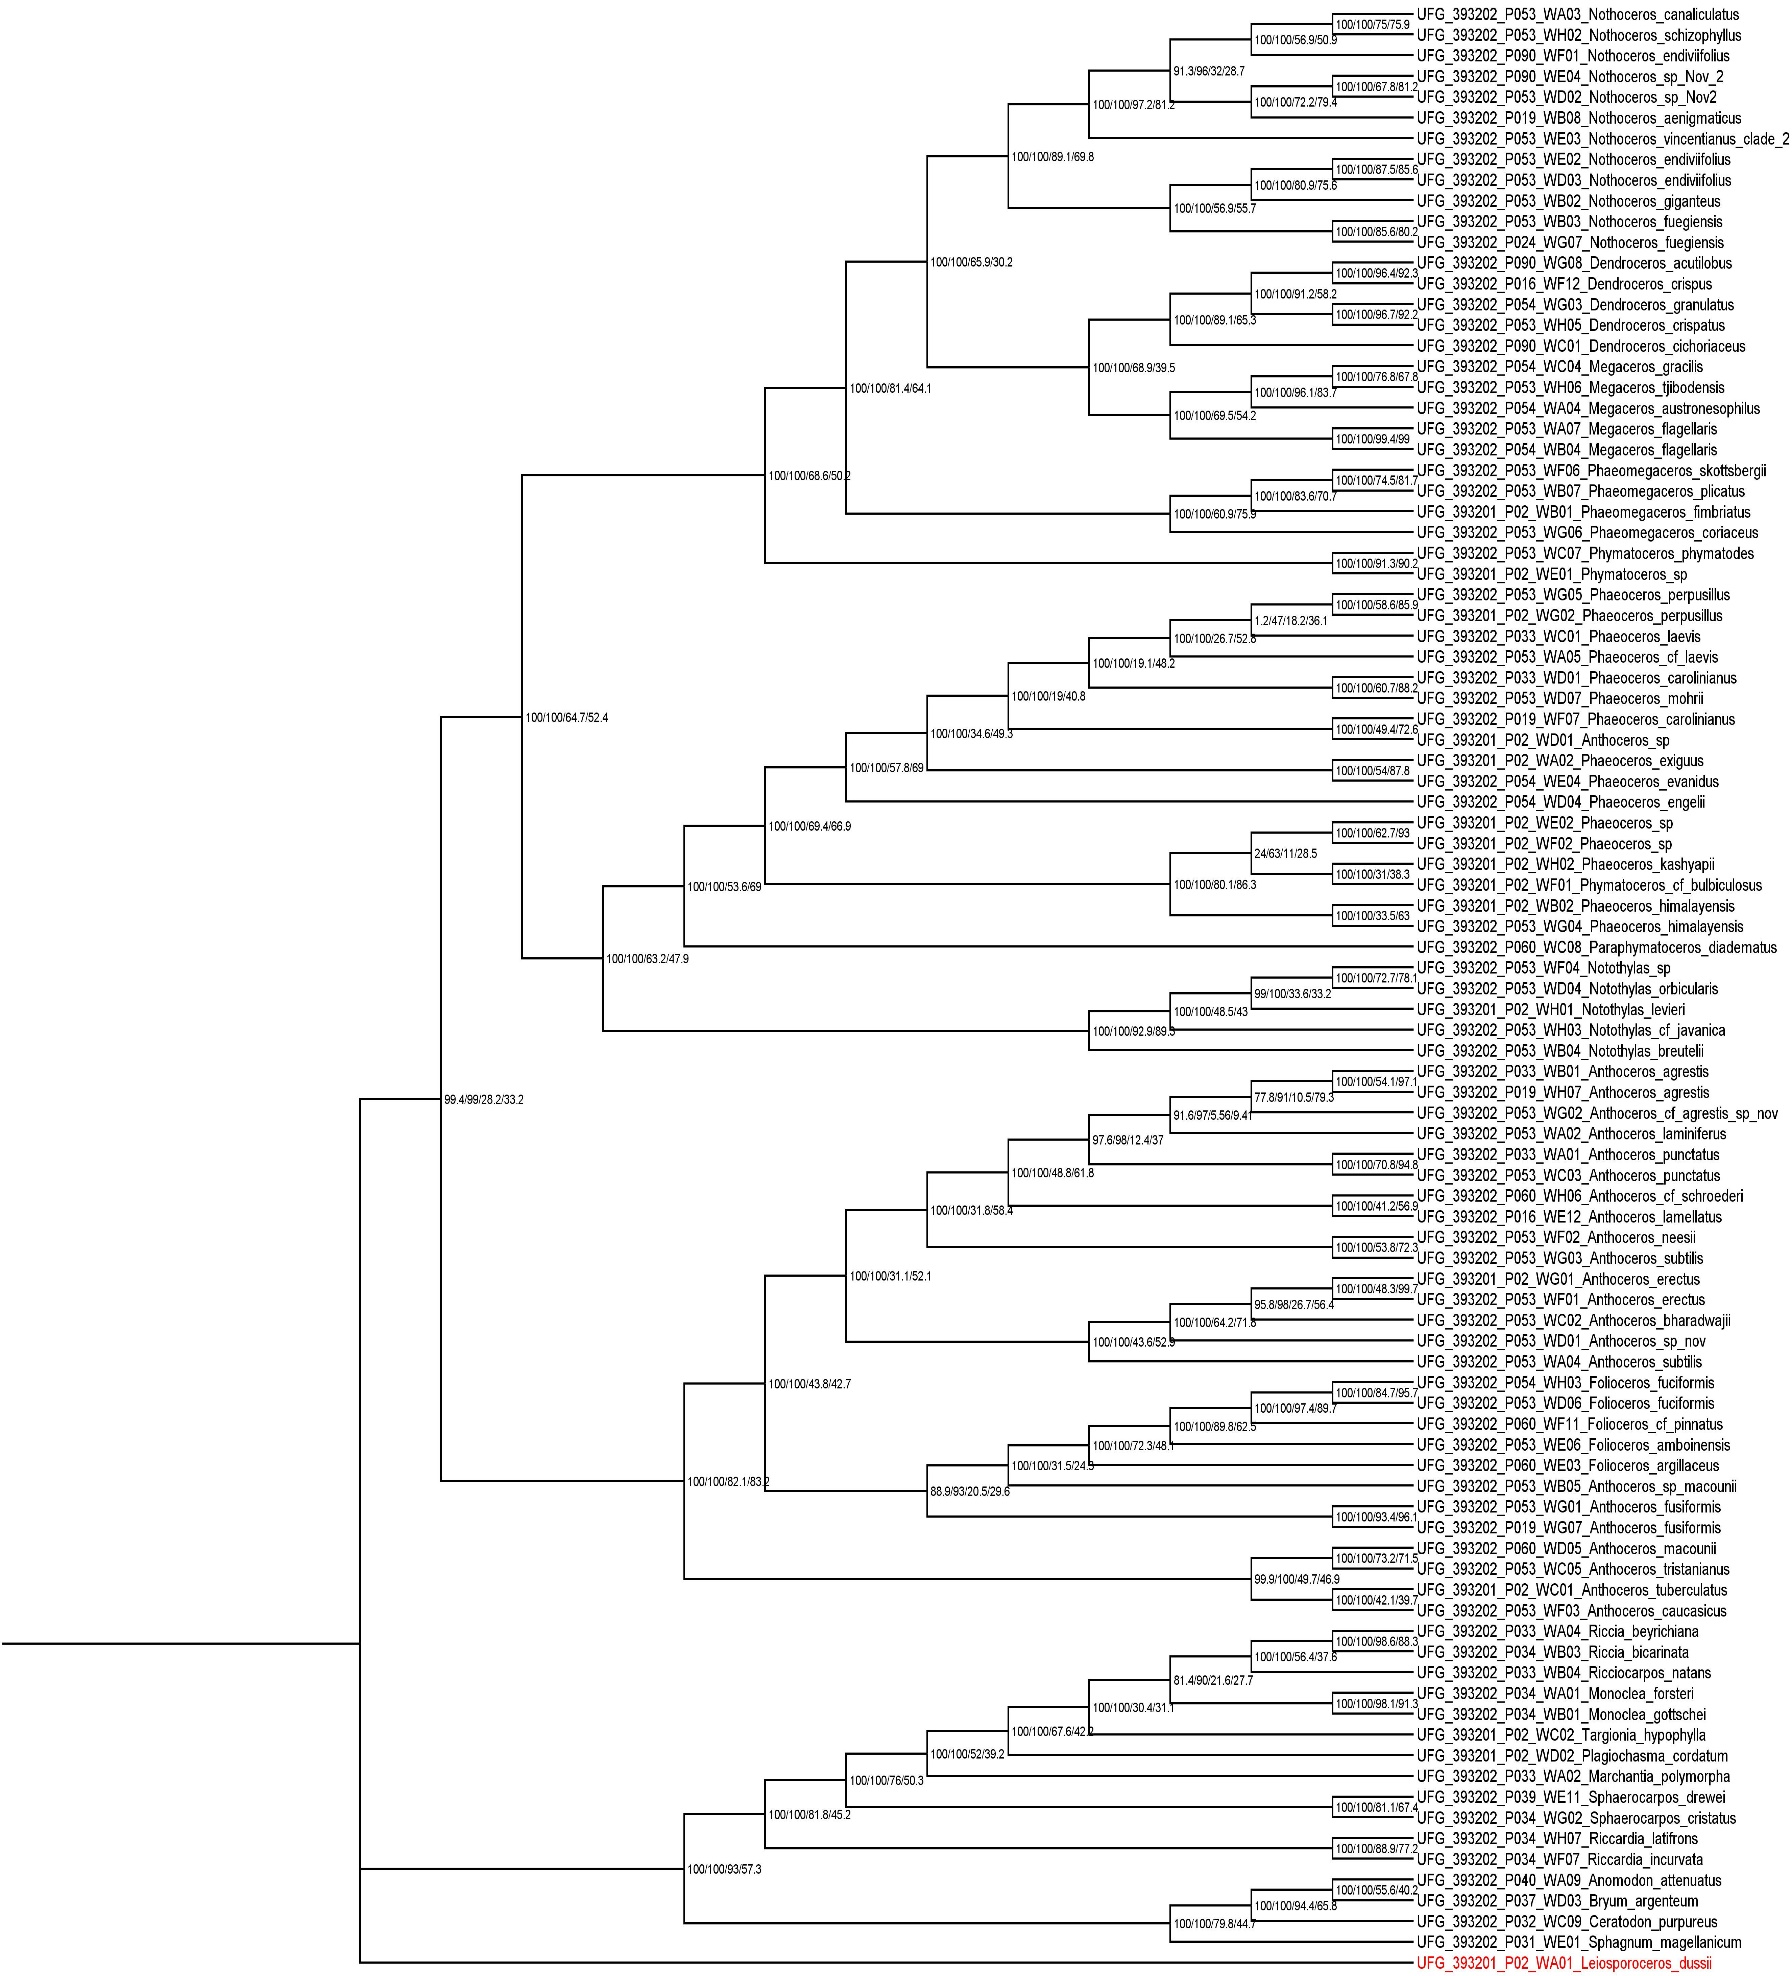 UFG_393202_P053_WA03_Nothoceros_canaliculatus
100/100/75/75.9
UFG_393202_P053_WH02_Nothoceros_schizophyllus
100/100/56.9/50.9
UFG_393202_P090_WF01_Nothoceros_endiviifolius
91.3/96/32/28.7
UFG_393202_P090_WE04_Nothoceros_sp_Nov_2
100/100/67.8/81.2
UFG_393202_P053_WD02_Nothoceros_sp_Nov2
100/100/72.2/79.4
100/100/97.2/81.2
UFG_393202_P019_WB08_Nothoceros_aenigmaticus
UFG_393202_P053_WE03_Nothoceros_vincentianus_clade_2
100/100/89.1/69.8
UFG_393202_P053_WE02_Nothoceros_endiviifolius
100/100/87.5/85.6
UFG_393202_P053_WD03_Nothoceros_endiviifolius
100/100/80.9/75.6
UFG_393202_P053_WB02_Nothoceros_giganteus
100/100/56.9/55.7
UFG_393202_P053_WB03_Nothoceros_fuegiensis
100/100/85.6/80.2
UFG_393202_P024_WG07_Nothoceros_fuegiensis
100/100/65.9/30.2
UFG_393202_P090_WG08_Dendroceros_acutilobus
100/100/96.4/92.3
UFG_393202_P016_WF12_Dendroceros_crispus
100/100/91.2/58.2
UFG_393202_P054_WG03_Dendroceros_granulatus
100/100/96.7/92.2
100/100/89.1/65.3
UFG_393202_P053_WH05_Dendroceros_crispatus
UFG_393202_P090_WC01_Dendroceros_cichoriaceus
100/100/68.9/39.5
UFG_393202_P054_WC04_Megaceros_gracilis
100/100/76.8/67.8
UFG_393202_P053_WH06_Megaceros_tjibodensis
100/100/81.4/64.1
100/100/96.1/83.7
UFG_393202_P054_WA04_Megaceros_austronesophilus
100/100/69.5/54.2
UFG_393202_P053_WA07_Megaceros_flagellaris
100/100/99.4/99
UFG_393202_P054_WB04_Megaceros_flagellaris
UFG_393202_P053_WF06_Phaeomegaceros_skottsbergii
100/100/68.6/50.2
100/100/74.5/81.7
UFG_393202_P053_WB07_Phaeomegaceros_plicatus
100/100/83.6/70.7
UFG_393201_P02_WB01_Phaeomegaceros_fimbriatus
100/100/60.9/75.9
UFG_393202_P053_WG06_Phaeomegaceros_coriaceus
UFG_393202_P053_WC07_Phymatoceros_phymatodes
100/100/91.3/90.2
UFG_393201_P02_WE01_Phymatoceros_sp
UFG_393202_P053_WG05_Phaeoceros_perpusillus
100/100/58.6/85.9
UFG_393201_P02_WG02_Phaeoceros_perpusillus
1.2/47/18.2/36.1
UFG_393202_P033_WC01_Phaeoceros_laevis
100/100/26.7/52.8
UFG_393202_P053_WA05_Phaeoceros_cf_laevis
100/100/19.1/48.2
UFG_393202_P033_WD01_Phaeoceros_carolinianus
100/100/60.7/88.2
100/100/19/40.8
UFG_393202_P053_WD07_Phaeoceros_mohrii
100/100/64.7/52.4
UFG_393202_P019_WF07_Phaeoceros_carolinianus
100/100/49.4/72.6
100/100/34.6/49.3
UFG_393201_P02_WD01_Anthoceros_sp
UFG_393201_P02_WA02_Phaeoceros_exiguus
100/100/57.8/69
100/100/54/87.8
UFG_393202_P054_WE04_Phaeoceros_evanidus
UFG_393202_P054_WD04_Phaeoceros_engelii
100/100/69.4/66.9
UFG_393201_P02_WE02_Phaeoceros_sp
100/100/62.7/93
UFG_393201_P02_WF02_Phaeoceros_sp
24/63/11/28.5
UFG_393201_P02_WH02_Phaeoceros_kashyapii
100/100/31/38.3
100/100/53.6/69
100/100/80.1/86.3
UFG_393201_P02_WF01_Phymatoceros_cf_bulbiculosus
UFG_393201_P02_WB02_Phaeoceros_himalayensis
100/100/33.5/63
UFG_393202_P053_WG04_Phaeoceros_himalayensis
UFG_393202_P060_WC08_Paraphymatoceros_diadematus
100/100/63.2/47.9
UFG_393202_P053_WF04_Notothylas_sp
100/100/72.7/78.1
UFG_393202_P053_WD04_Notothylas_orbicularis
99/100/33.6/33.2
UFG_393201_P02_WH01_Notothylas_levieri
100/100/48.5/43
UFG_393202_P053_WH03_Notothylas_cf_javanica
100/100/92.9/89.3
UFG_393202_P053_WB04_Notothylas_breutelii
UFG_393202_P033_WB01_Anthoceros_agrestis
100/100/54.1/97.1
UFG_393202_P019_WH07_Anthoceros_agrestis
99.4/99/28.2/33.2
77.8/91/10.5/79.3
UFG_393202_P053_WG02_Anthoceros_cf_agrestis_sp_nov
91.6/97/5.56/9.41
UFG_393202_P053_WA02_Anthoceros_laminiferus
97.6/98/12.4/37
UFG_393202_P033_WA01_Anthoceros_punctatus
100/100/70.8/94.8
100/100/48.8/61.8
UFG_393202_P053_WC03_Anthoceros_punctatus
UFG_393202_P060_WH06_Anthoceros_cf_schroederi
100/100/41.2/56.9
100/100/31.8/58.4
UFG_393202_P016_WE12_Anthoceros_lamellatus
UFG_393202_P053_WF02_Anthoceros_neesii
100/100/53.8/72.3
UFG_393202_P053_WG03_Anthoceros_subtilis
100/100/31.1/52.1
UFG_393201_P02_WG01_Anthoceros_erectus
100/100/48.3/99.7
UFG_393202_P053_WF01_Anthoceros_erectus
95.8/98/26.7/56.4
UFG_393202_P053_WC02_Anthoceros_bharadwajii
100/100/64.2/71.8
UFG_393202_P053_WD01_Anthoceros_sp_nov
100/100/43.6/52.9
UFG_393202_P053_WA04_Anthoceros_subtilis
100/100/43.8/42.7
UFG_393202_P054_WH03_Folioceros_fuciformis
100/100/84.7/95.7
UFG_393202_P053_WD06_Folioceros_fuciformis
100/100/97.4/89.7
UFG_393202_P060_WF11_Folioceros_cf_pinnatus
100/100/89.8/62.5
UFG_393202_P053_WE06_Folioceros_amboinensis
100/100/72.3/48.1
UFG_393202_P060_WE03_Folioceros_argillaceus
100/100/31.5/24.3
100/100/82.1/83.2
UFG_393202_P053_WB05_Anthoceros_sp_macounii
88.9/93/20.5/29.6
UFG_393202_P053_WG01_Anthoceros_fusiformis
100/100/93.4/96.1
UFG_393202_P019_WG07_Anthoceros_fusiformis
UFG_393202_P060_WD05_Anthoceros_macounii
100/100/73.2/71.5
UFG_393202_P053_WC05_Anthoceros_tristanianus
99.9/100/49.7/46.9
UFG_393201_P02_WC01_Anthoceros_tuberculatus
100/100/42.1/39.7
UFG_393202_P053_WF03_Anthoceros_caucasicus
UFG_393202_P033_WA04_Riccia_beyrichiana
100/100/98.6/88.3
UFG_393202_P034_WB03_Riccia_bicarinata
100/100/56.4/37.6
UFG_393202_P033_WB04_Ricciocarpos_natans
81.4/90/21.6/27.7
UFG_393202_P034_WA01_Monoclea_forsteri
100/100/98.1/91.3
100/100/30.4/31.1
UFG_393202_P034_WB01_Monoclea_gottschei
100/100/67.6/42.2
UFG_393201_P02_WC02_Targionia_hypophylla
100/100/52/39.2
UFG_393201_P02_WD02_Plagiochasma_cordatum
100/100/76/50.3
UFG_393202_P033_WA02_Marchantia_polymorpha
UFG_393202_P039_WE11_Sphaerocarpos_drewei
100/100/81.1/67.4
100/100/81.8/45.2
UFG_393202_P034_WG02_Sphaerocarpos_cristatus
UFG_393202_P034_WH07_Riccardia_latifrons
100/100/88.9/77.2
UFG_393202_P034_WF07_Riccardia_incurvata
100/100/93/57.3
UFG_393202_P040_WA09_Anomodon_attenuatus
100/100/55.6/40.2
UFG_393202_P037_WD03_Bryum_argenteum
100/100/94.4/65.8
UFG_393202_P032_WC09_Ceratodon_purpureus
100/100/79.8/44.7
UFG_393202_P031_WE01_Sphagnum_magellanicum
UFG_393201_P02_WA01_Leiosporoceros_dussii